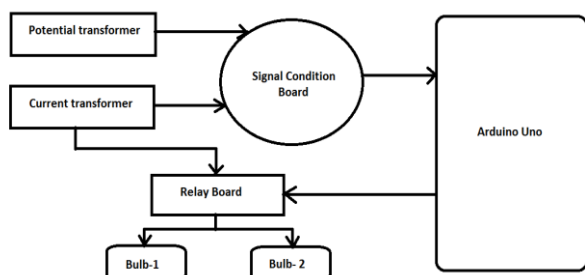 Potential transformer
Current transformer
Signal Condition
Board
Arduino Uno
Relay Board
Bulb-1
Bulb- 2